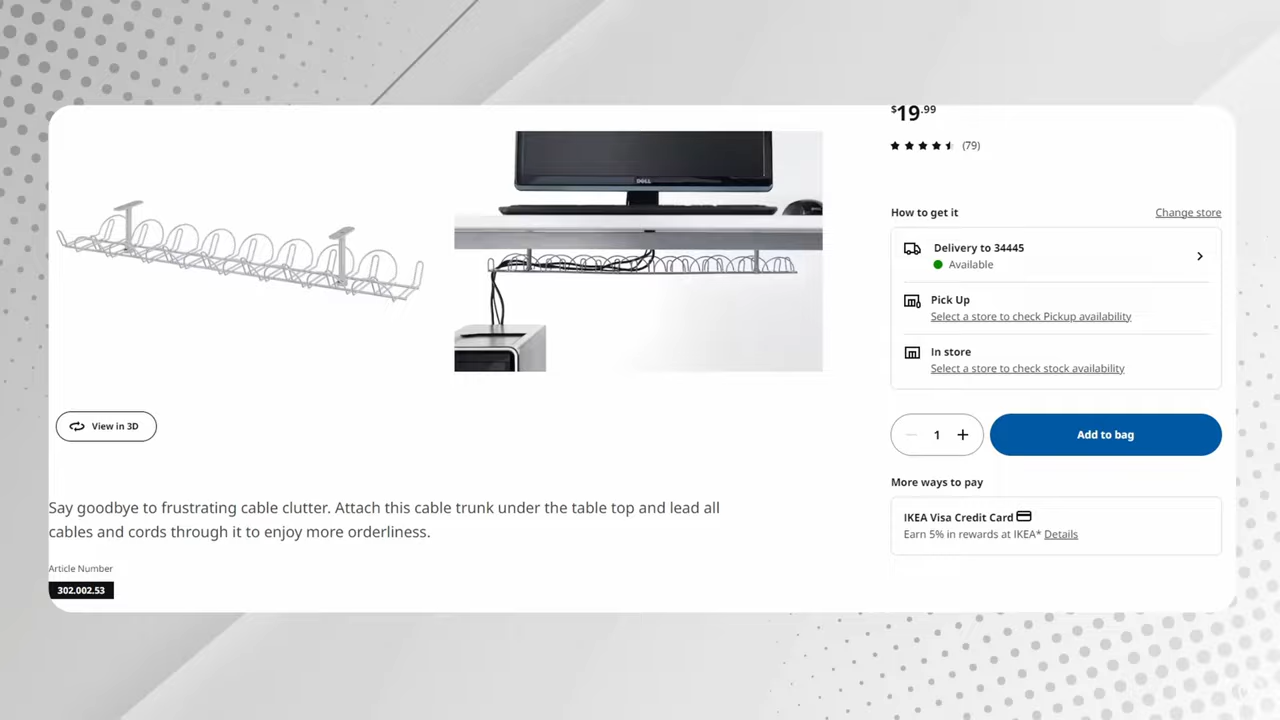 $19.99
(79)
How to get it
Change store
Delivery to 34445
Available
Pick Up
Select a store to check Pickup availability
In store
Select a store to check stock availability
1
Add to bag
More ways to pay
IKEA Visa Credit Card
Earn 5% in rewards at IKEA* Details
DELL
View in 3D
Say goodbye to frustrating cable clutter. Attach this cable trunk under the table top and lead all
cables and cords through it to enjoy more orderliness.
Article Number
302.002.53